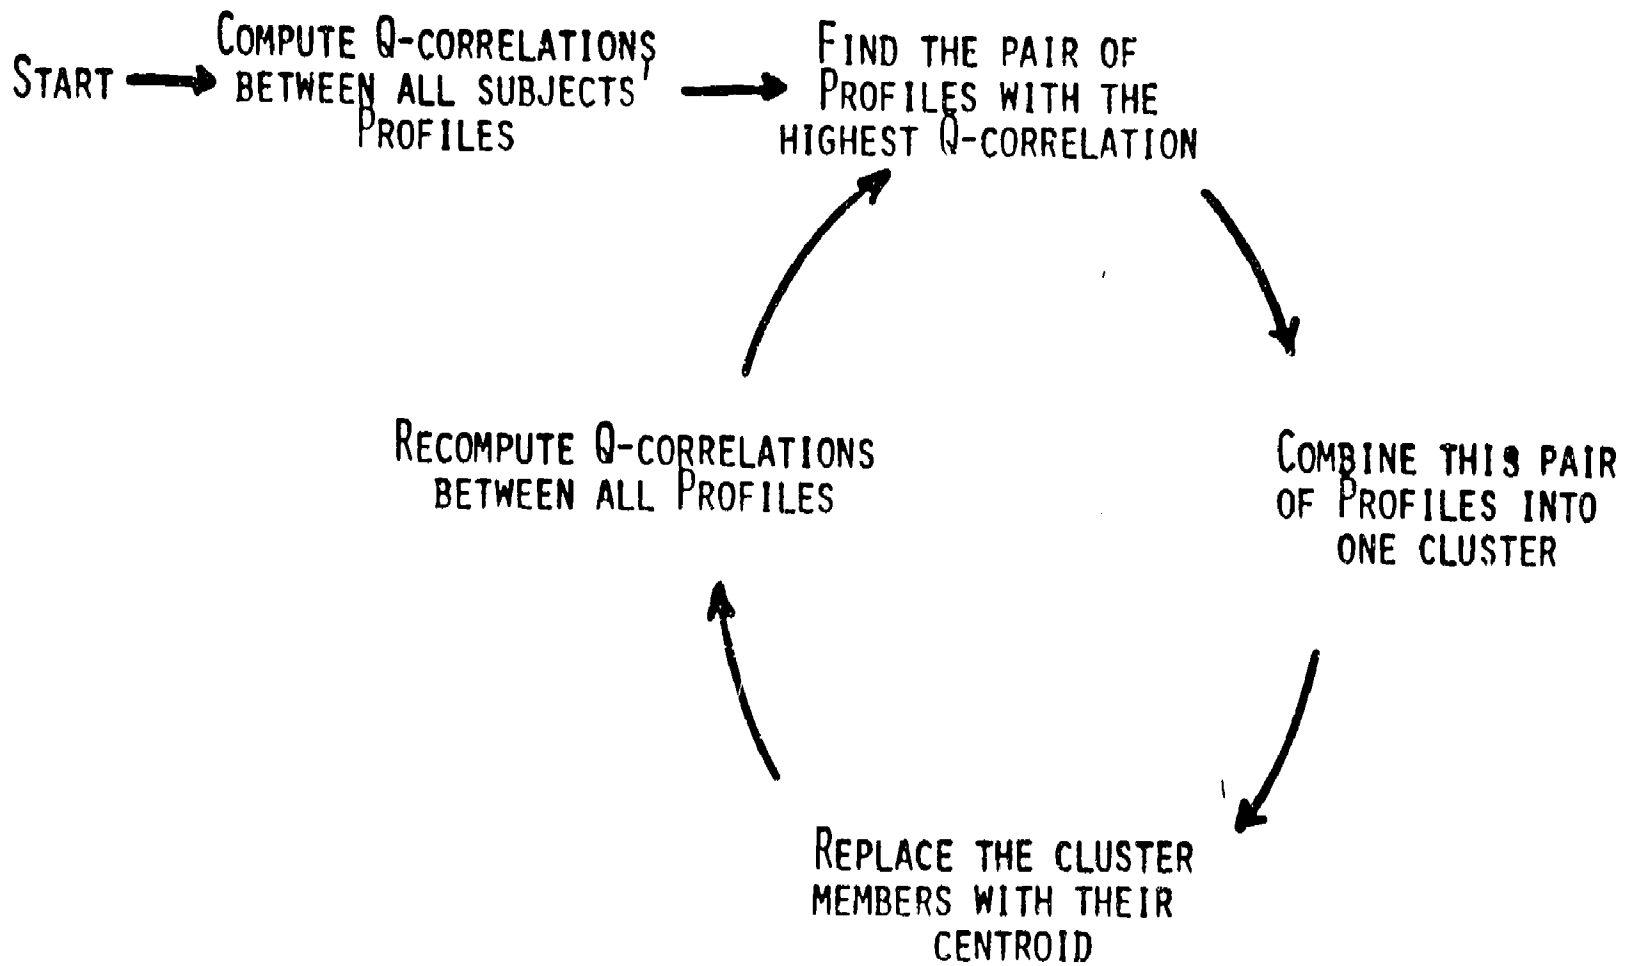 START
COMPUTE Q-CORRELATIONS
BETWEEN ALL SUBJECTS'
PROFILES
FIND THE PAIR OF
PROFILES WITH THE
HIGHEST Q-CORRELATION
COMBINE THIS PAIR
OF PROFILES INTO
ONE CLUSTER
REPLACE THE CLUSTER
MEMBERS WITH THEIR
CENTROID
RECOMPUTE Q-CORRELATIONS
BETWEEN ALL PROFILES